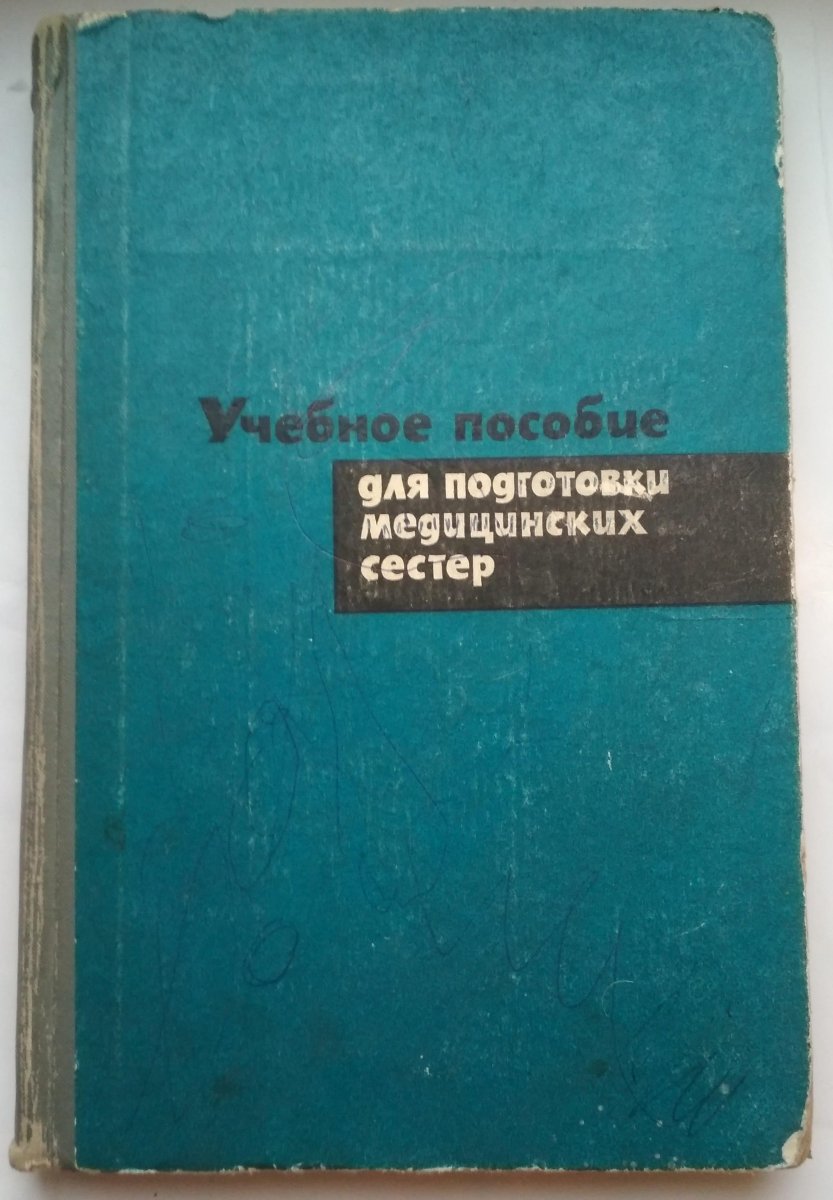 Учебное пособие
для подготовки
медицинских
сестер